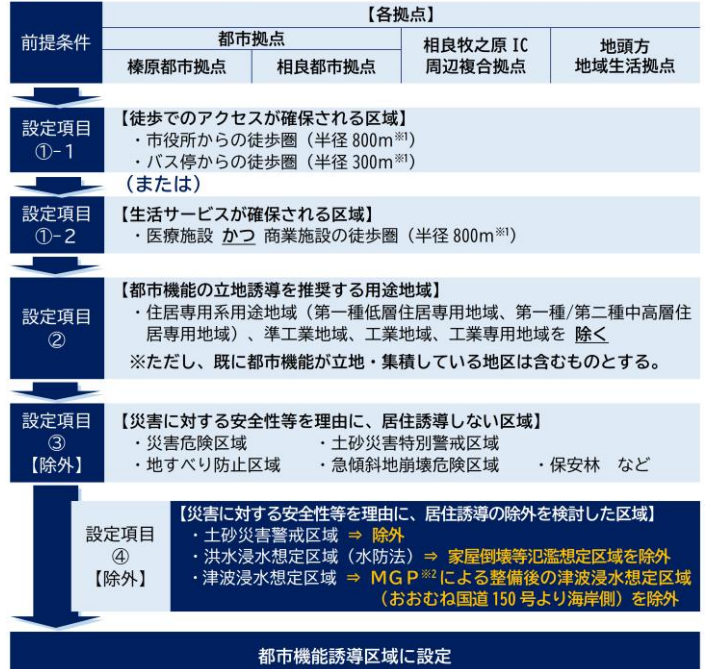 前提条件
【各拠点】
都市拠点
榛原都市拠点
相良都市拠点
相良牧之原 IC
周辺複合拠点
地頭方
地域生活拠点
設定項目
①-1
【徒歩でのアクセスが確保される区域】
・市役所からの徒歩圏（半径 800m※1）
・バス停からの徒歩圏（半径 300m※1）
（または）
設定項目
①-2
【生活サービスが確保される区域】
・医療施設 かつ 商業施設の徒歩圏（半径 800m※1）
設定項目
②
【都市機能の立地誘導を推奨する用途地域】
・住居専用系用途地域（第一種低層住居専用地域、第一種/第二種中高層住
居専用地域）、準工業地域、工業地域、工業専用地域を 除く
※ただし、既に都市機能が立地・集積している地区は含むものとする。
設定項目
③
【除外】
【災害に対する安全性等を理由に、居住誘導しない区域】
・災害危険区域 ・土砂災害特別警戒区域
・地すべり防止区域 ・急傾斜地崩壊危険区域 ・保安林 など
設定項目
④
【除外】
【災害に対する安全性等を理由に、居住誘導の除外を検討した区域】
・土砂災害警戒区域 ⇒ 除外
・洪水浸水想定区域（水防法）⇒ 家屋倒壊等氾濫想定区域を除外
・津波浸水想定区域 ⇒ ＭＧＰ※2による整備後の津波浸水想定区域
（おおむね国道 150 号より海岸側）を除外
都市機能誘導区域に設定